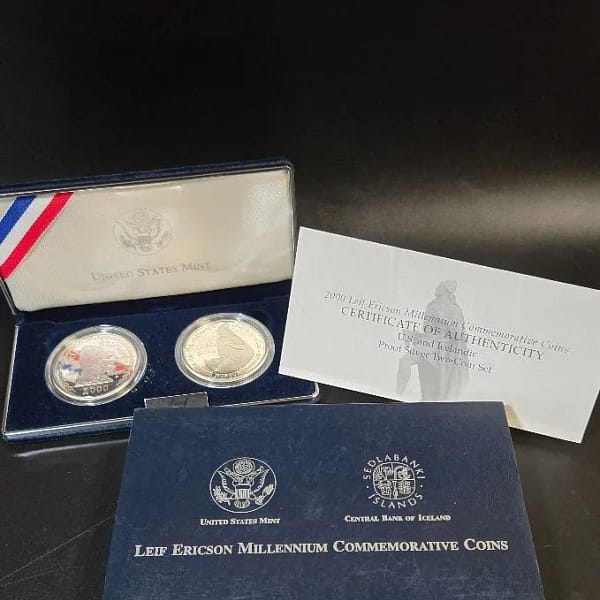 UNITED STATES MINT
2000
2000 Leif Ericson Millennium Commemorative Coins
CERTIFICATE OF AUTHENTICITY
U.S. and Icelandic
Proof Silver Two-Coin Set
SEDLABANKI
ÍSLANDS
UNITED STATES MINT
CENTRAL BANK OF ICELAND
LEIF ERICSON MILLENNIUM COMMEMORATIVE COINS